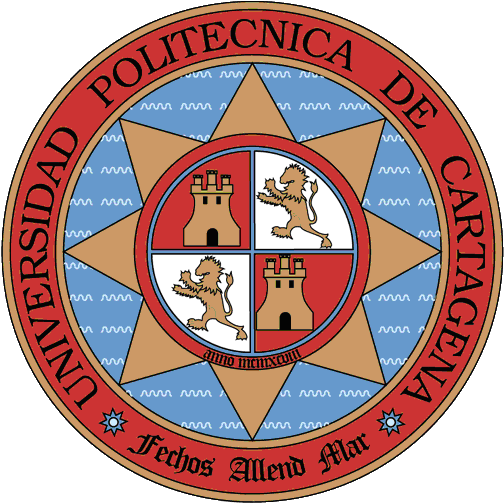 UNIVERSIDAD POLITECNICA DE CARTAGENA
anno mcmxcviii
Fechos Allend Mar